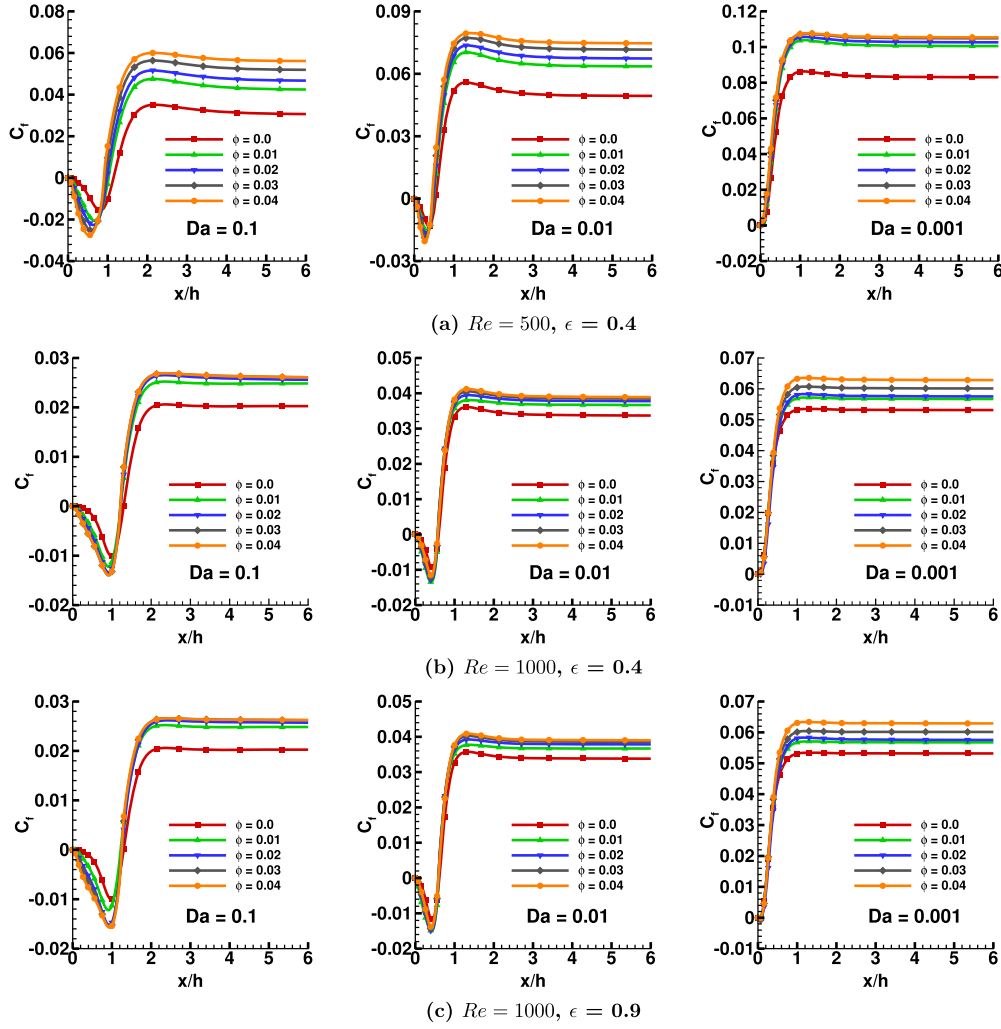 0.08
0.06
0.04
0.02
0
-0.02
-0.04
C_f
0 1 2 3 4 5 6
x/h
ϕ = 0.0
ϕ = 0.01
ϕ = 0.02
ϕ = 0.03
ϕ = 0.04
Da = 0.1
0.09
0.06
0.03
0
-0.03
C_f
0 1 2 3 4 5 6
x/h
ϕ = 0.0
ϕ = 0.01
ϕ = 0.02
ϕ = 0.03
ϕ = 0.04
Da = 0.01
0.12
0.1
0.08
0.06
0.04
0.02
0
-0.02
C_f
0 1 2 3 4 5 6
x/h
ϕ = 0.0
ϕ = 0.01
ϕ = 0.02
ϕ = 0.03
ϕ = 0.04
Da = 0.001
(a) Re = 500, ϵ = 0.4
0.03
0.02
0.01
0
-0.01
-0.02
C_f
0 1 2 3 4 5 6
x/h
ϕ = 0.0
ϕ = 0.01
ϕ = 0.02
ϕ = 0.03
ϕ = 0.04
Da = 0.1
0.05
0.04
0.03
0.02
0.01
0
-0.01
-0.02
C_f
0 1 2 3 4 5 6
x/h
ϕ = 0.0
ϕ = 0.01
ϕ = 0.02
ϕ = 0.03
ϕ = 0.04
Da = 0.01
0.07
0.06
0.05
0.04
0.03
0.02
0.01
0
-0.01
C_f
0 1 2 3 4 5 6
x/h
ϕ = 0.0
ϕ = 0.01
ϕ = 0.02
ϕ = 0.03
ϕ = 0.04
Da = 0.001
(b) Re = 1000, ϵ = 0.4
0.03
0.02
0.01
0
-0.01
-0.02
C_f
0 1 2 3 4 5 6
x/h
ϕ = 0.0
ϕ = 0.01
ϕ = 0.02
ϕ = 0.03
ϕ = 0.04
Da = 0.1
0.05
0.04
0.03
0.02
0.01
0
-0.01
-0.02
C_f
0 1 2 3 4 5 6
x/h
ϕ = 0.0
ϕ = 0.01
ϕ = 0.02
ϕ = 0.03
ϕ = 0.04
Da = 0.01
0.07
0.06
0.05
0.04
0.03
0.02
0.01
0
-0.01
C_f
0 1 2 3 4 5 6
x/h
ϕ = 0.0
ϕ = 0.01
ϕ = 0.02
ϕ = 0.03
ϕ = 0.04
Da = 0.001
(c) Re = 1000, ϵ = 0.9